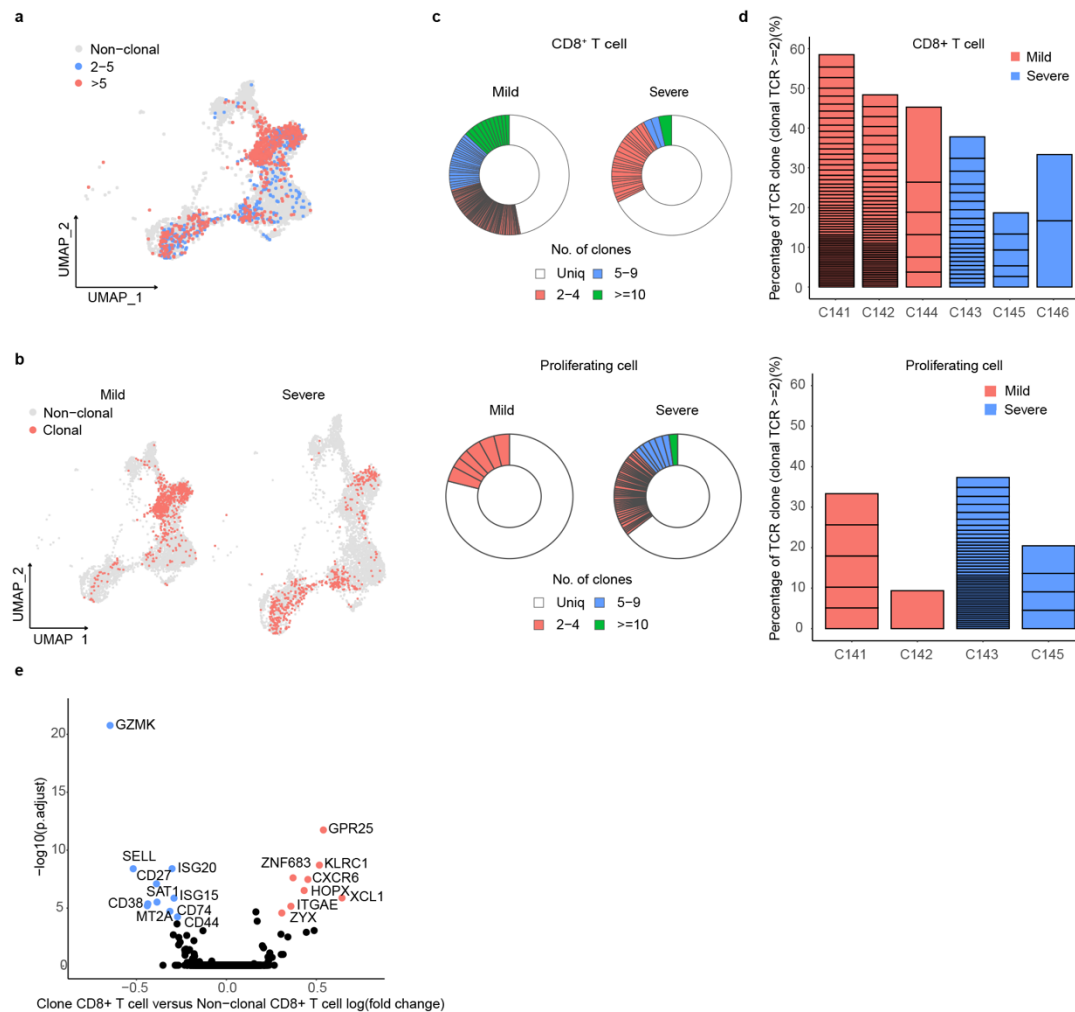 a
Non−clonal
2−5
>5
UMAP_2
UMAP_1
b
Mild
Severe
Non−clonal
Clonal
UMAP_2
UMAP_1
c
CD8⁺ T cell
Mild
Severe
No. of clones
Uniq
5−9
2−4
>=10
Proliferating cell
Mild
Severe
No. of clones
Uniq
5−9
2−4
>=10
d
CD8+ T cell
Mild
Severe
Percentage of TCR clone (clonal TCR >=2)(%)
60
50
40
30
20
10
0
C141
C142
C144
C143
C145
C146
Proliferating cell
Mild
Severe
Percentage of TCR clone (clonal TCR >=2)(%)
60
50
40
30
20
10
0
C141
C142
C143
C145
e
−log10(p.adjust)
20
15
10
5
0
GZMK
GPR25
SELL
ISG20
CD27
SAT1
ISG15
CD38
CD74
MT2A
CD44
ZNF683
KLRC1
CXCR6
HOPX
XCL1
ITGAE
ZYX
−0.5
0.0
0.5
Clone CD8+ T cell versus Non−clonal CD8+ T cell log(fold change)